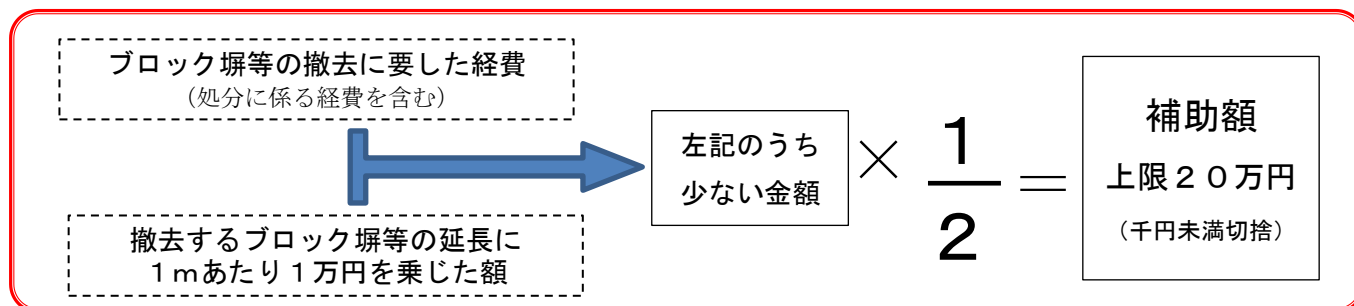 ブロック塀等の撤去に要した経費
（処分に係る経費を含む）
撤去するブロック塀等の延長に
１ｍあたり１万円を乗じた額
左記のうち
少ない金額
×
1
2
＝
補助額
上限２０万円
（千円未満切捨）